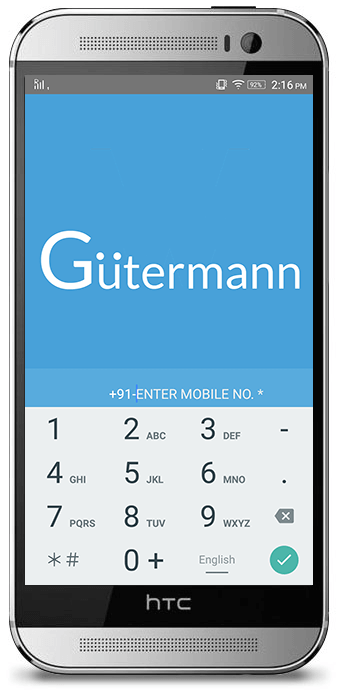 92% 2:16 PM
Gütermann
+91-ENTER MOBILE NO. *
1 2 ABC 3 DEF -
4 GHI 5 JKL 6 MNO .
7 PQRS 8 TUV 9 WXYZ
*# 0 + English
hTC